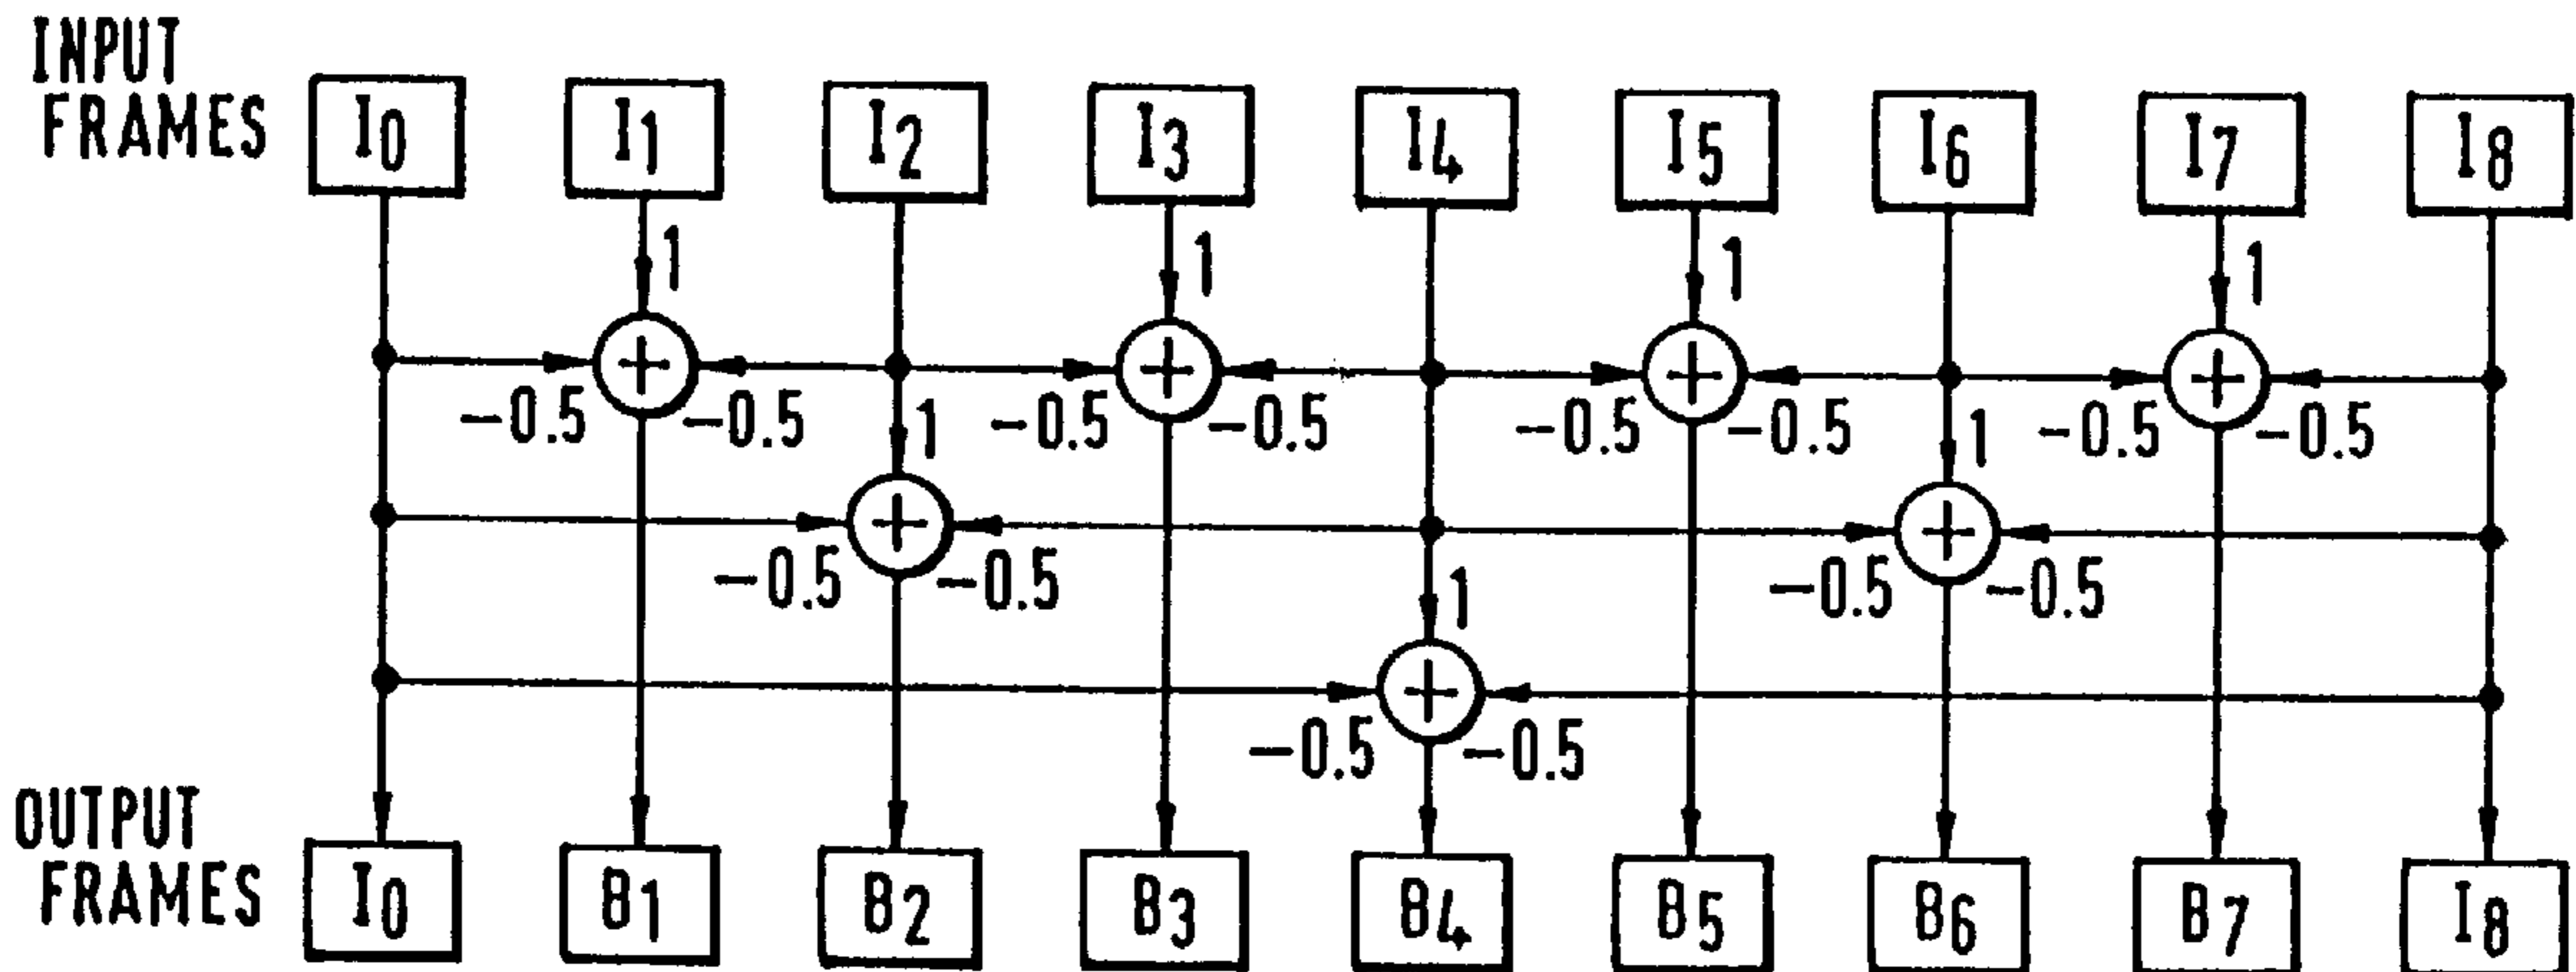 INPUT
FRAMES
I0 I1 I2 I3 I4 I5 I6 I7 I8
1 1 1 1
-0.5 -0.5 -0.5 -0.5 -0.5 -0.5 -0.5 -0.5
1 1
-0.5 -0.5 -0.5 -0.5
1
-0.5 -0.5
OUTPUT
FRAMES
I0 B1 B2 B3 B4 B5 B6 B7 I8